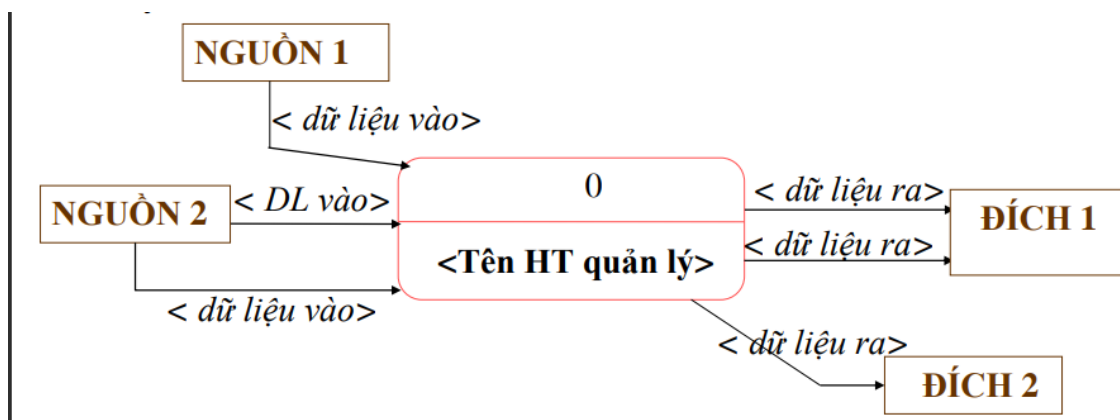 NGUỒN 1
< dữ liệu vào>
0
NGUỒN 2
< DL vào>
< dữ liệu ra>
ĐÍCH 1
<Tên HT quản lý>
< dữ liệu ra>
< dữ liệu vào>
< dữ liệu ra>
ĐÍCH 2